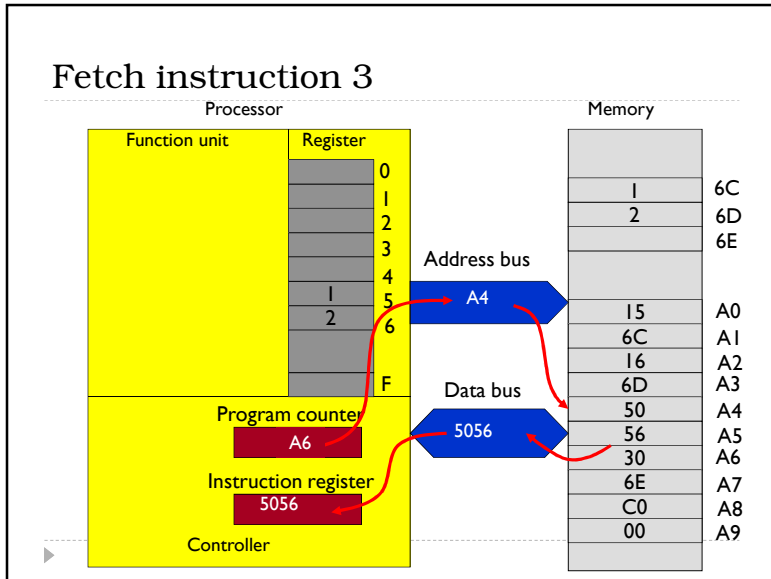 Fetch instruction 3
Processor
Memory
Function unit
Register
0
1
2
3
4
5
6
F
1
2
Address bus
A4
Data bus
5056
Program counter
A6
Instruction register
5056
Controller
1 6C
2 6D
6E
15 A0
6C A1
16 A2
6D A3
50 A4
56 A5
30 A6
6E A7
C0 A8
00 A9